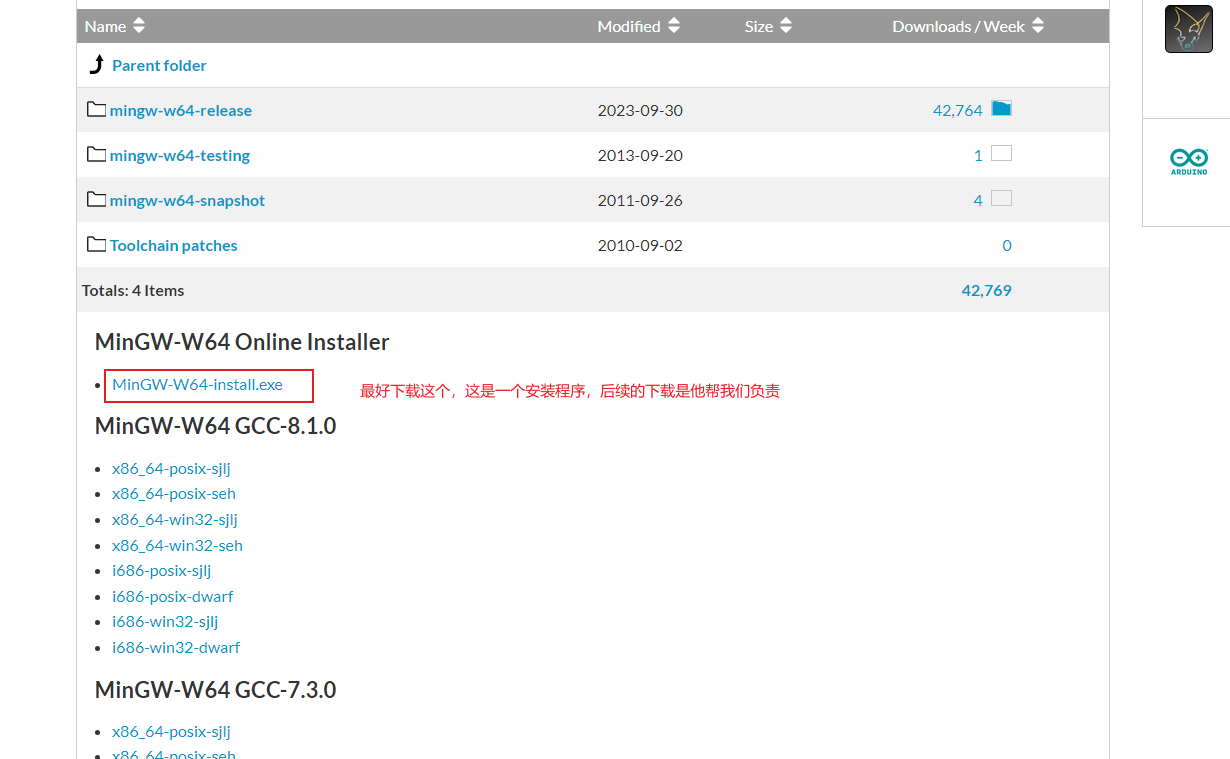 Name Modified Size Downloads / Week
Parent folder
mingw-w64-release 2023-09-30 42,764
mingw-w64-testing 2013-09-20 1
mingw-w64-snapshot 2011-09-26 4
Toolchain patches 2010-09-02 0
Totals: 4 Items 42,769
MinGW-W64 Online Installer
MinGW-W64-install.exe 最好下载这个，这是一个安装程序，后续的下载是他帮我们负责
MinGW-W64 GCC-8.1.0
x86_64-posix-sjlj
x86_64-posix-seh
x86_64-win32-sjlj
x86_64-win32-seh
i686-posix-sjlj
i686-posix-dwarf
i686-win32-sjlj
i686-win32-dwarf
MinGW-W64 GCC-7.3.0
x86_64-posix-sjlj
x86_64-posix-seh
ARDUINO